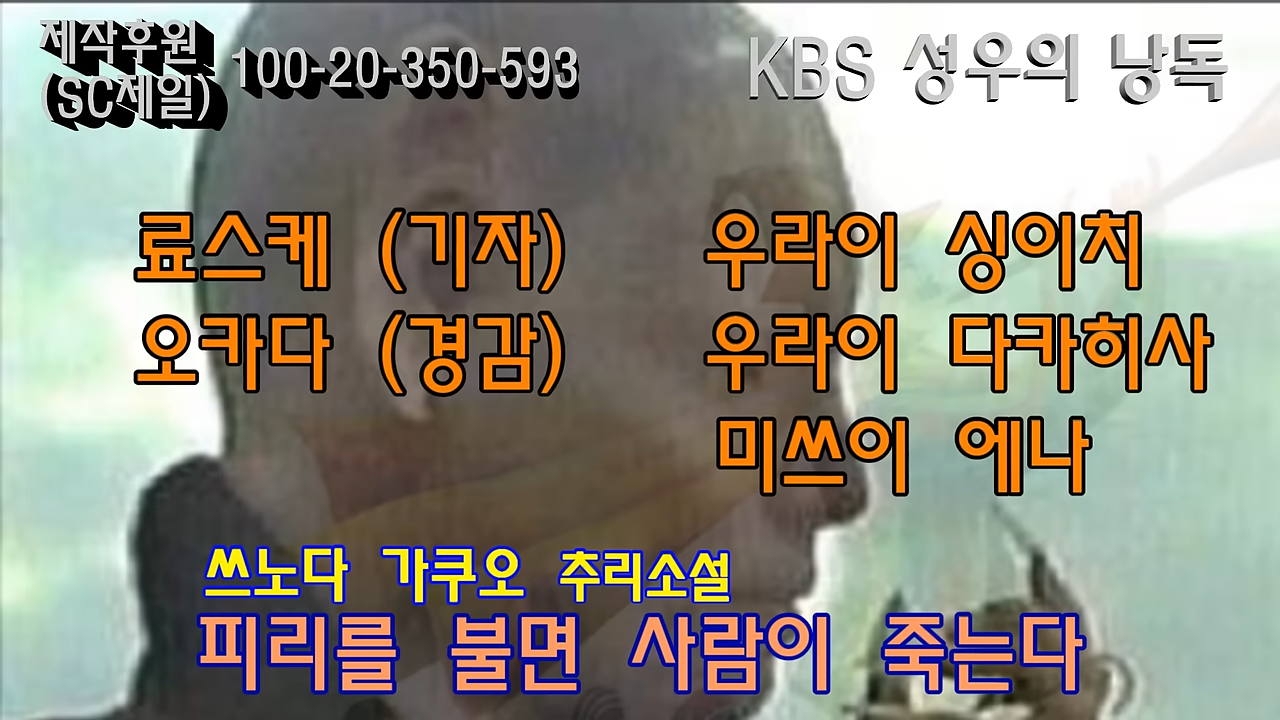 제작후원
(SC제일) 100-20-350-593
KBS 성우의 낭독
료스케 (기자) 우라이 싱이치
오카다 (경감) 우라이 다카히사
미쓰이 에나
쓰노다 가쿠오 추리소설
피리를 불면 사람이 죽는다